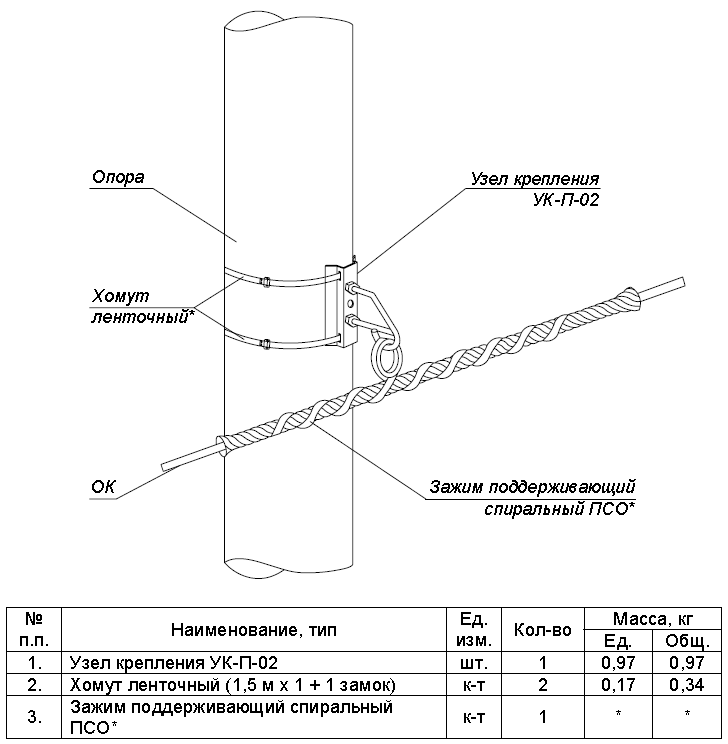 Опора
Узел крепления
УК-П-02
Хомут
ленточный*
ОК
Зажим поддерживающий
спиральный ПСО*
№ п.п. Наименование, тип Ед. изм. Кол-во Масса, кг
Ед. Общ.
1. Узел крепления УК-П-02 шт. 1 0,97 0,97
2. Хомут ленточный (1,5 м х 1 + 1 замок) к-т 2 0,17 0,34
3. Зажим поддерживающий спиральный
ПСО* к-т 1 * *